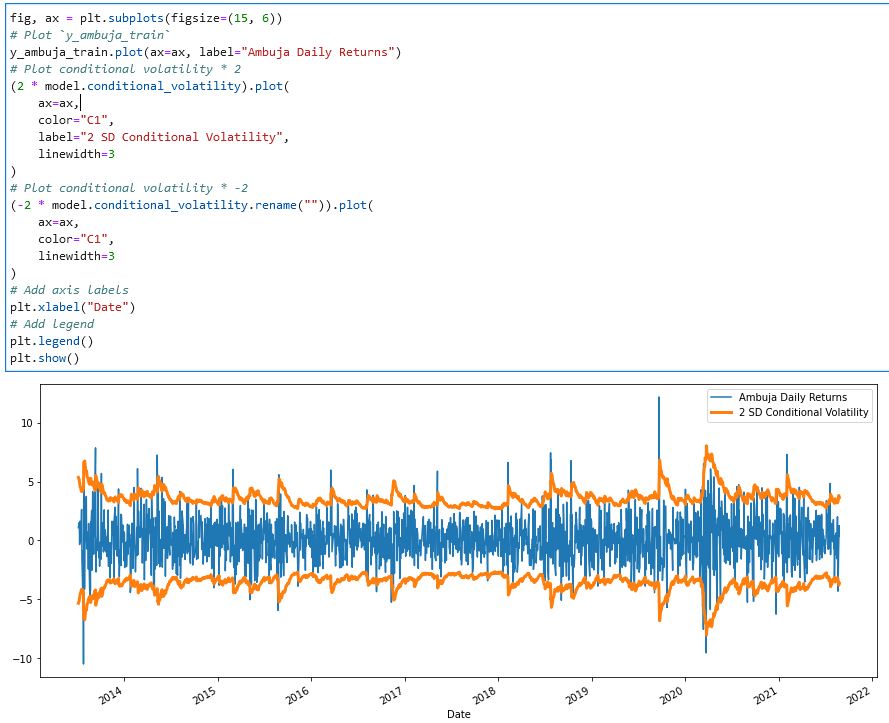 fig, ax = plt.subplots(figsize=(15, 6))
# Plot `y_ambuja_train`
y_ambuja_train.plot(ax=ax, label="Ambuja Daily Returns")
# Plot conditional volatility * 2
(2 * model.conditional_volatility).plot(
    ax=ax,
    color="C1",
    label="2 SD Conditional Volatility",
    linewidth=3
)
# Plot conditional volatility * -2
(-2 * model.conditional_volatility.rename("")).plot(
    ax=ax,
    color="C1",
    linewidth=3
)
# Add axis labels
plt.xlabel("Date")
# Add legend
plt.legend()
plt.show()
Ambuja Daily Returns
2 SD Conditional Volatility
10
5
0
−5
−10
2014 2015 2016 2017 2018 2019 2020 2021 2022
Date